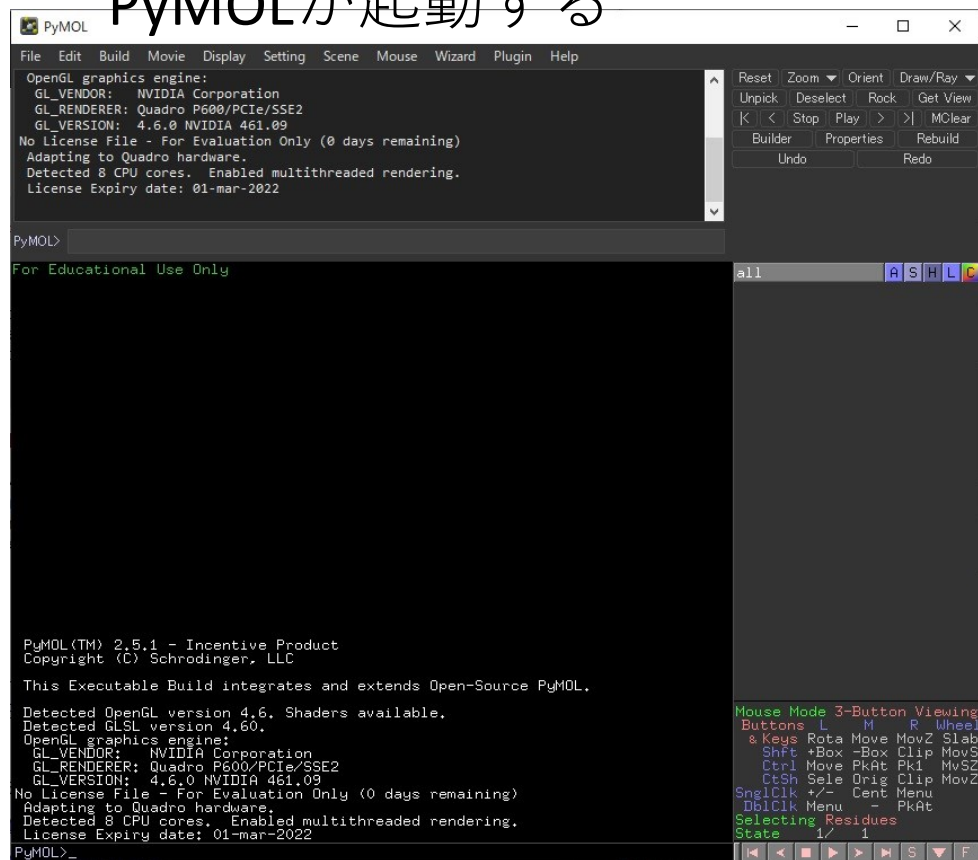 PyMOLが起動する
PyMOL
File Edit Build Movie Display Setting Scene Mouse Wizard Plugin Help
OpenGL graphics engine:
GL_VENDOR: NVIDIA Corporation
GL_RENDERER: Quadro P600/PCIe/SSE2
GL_VERSION: 4.6.0 NVIDIA 461.09
No License File - For Evaluation Only (0 days remaining)
Adapting to Quadro hardware.
Detected 8 CPU cores. Enabled multithreaded rendering.
License Expiry date: 01-mar-2022
Reset Zoom Orient Draw/Ray
Unpick Deselect Rock Get View
|< < Stop Play > >| MClear
Builder Properties Rebuild
Undo Redo
PyMOL>
For Educational Use Only
all A S H L C
PyMOL(TM) 2.5.1 - Incentive Product
Copyright (C) Schrodinger, LLC
This Executable Build integrates and extends Open-Source PyMOL.
Detected OpenGL version 4.6. Shaders available.
Detected GLSL version 4.60.
OpenGL graphics engine:
GL_VENDOR: NVIDIA Corporation
GL_RENDERER: Quadro P600/PCIe/SSE2
GL_VERSION: 4.6.0 NVIDIA 461.09
No License File - For Evaluation Only (0 days remaining)
Adapting to Quadro hardware.
Detected 8 CPU cores. Enabled multithreaded rendering.
License Expiry date: 01-mar-2022
PyMOL>_
Mouse Mode 3-Button Viewing
Buttons L M R Wheel
& Keys Rota Move MovZ Slab
Shft +Box -Box Clip MovS
Ctrl Move PkAt Pk1 MvSZ
CtSh Sele Orig Clip MovZ
SnglClk +/- Cent Menu
DblClk Menu - PkAt
Selecting Residues
State 1/ 1
S F